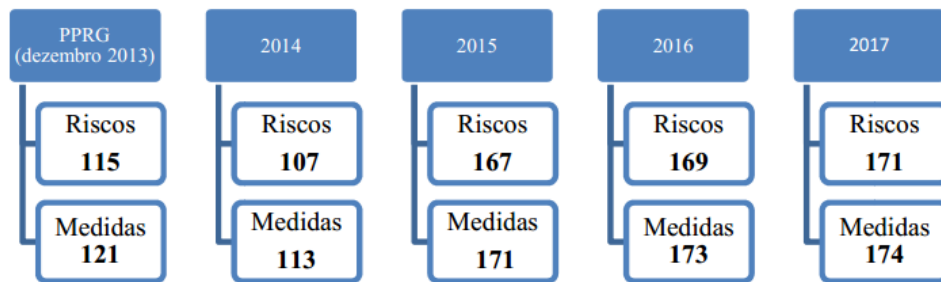 PPRG
(dezembro 2013)
Riscos
115
Medidas
121
2014
Riscos
107
Medidas
113
2015
Riscos
167
Medidas
171
2016
Riscos
169
Medidas
173
2017
Riscos
171
Medidas
174